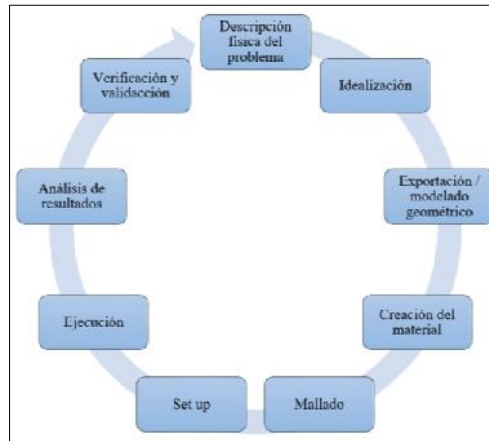 Descripción
física del
problema
Idealización
Exportación /
modelado
geométrico
Creación del
material
Mallado
Set up
Ejecución
Análisis de
resultados
Verificación y
validacción